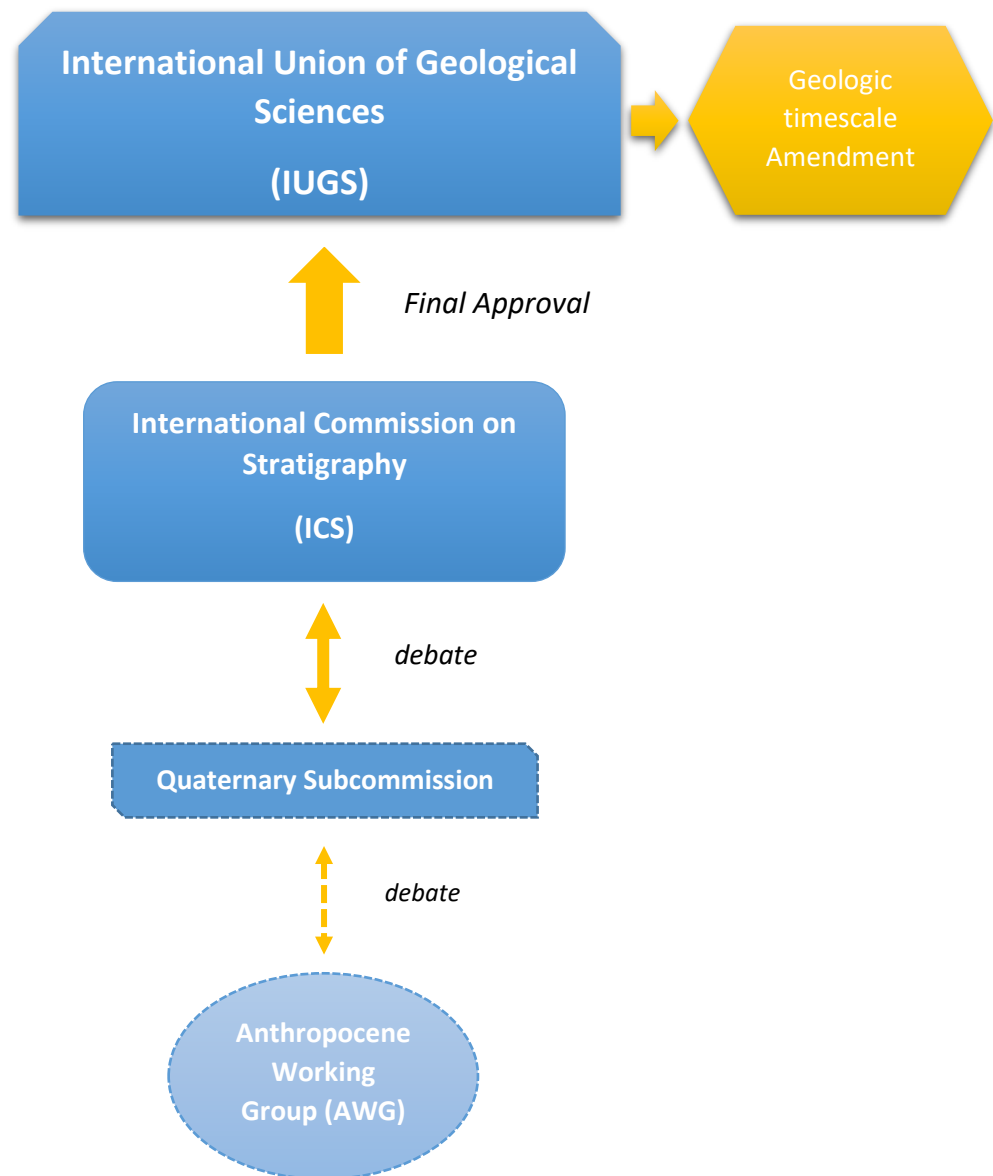 International Union of Geological
Sciences
(IUGS)
Geologic
timescale
Amendment
Final Approval
International Commission on
Stratigraphy
(ICS)
debate
Quaternary Subcommission
debate
Anthropocene
Working
Group (AWG)